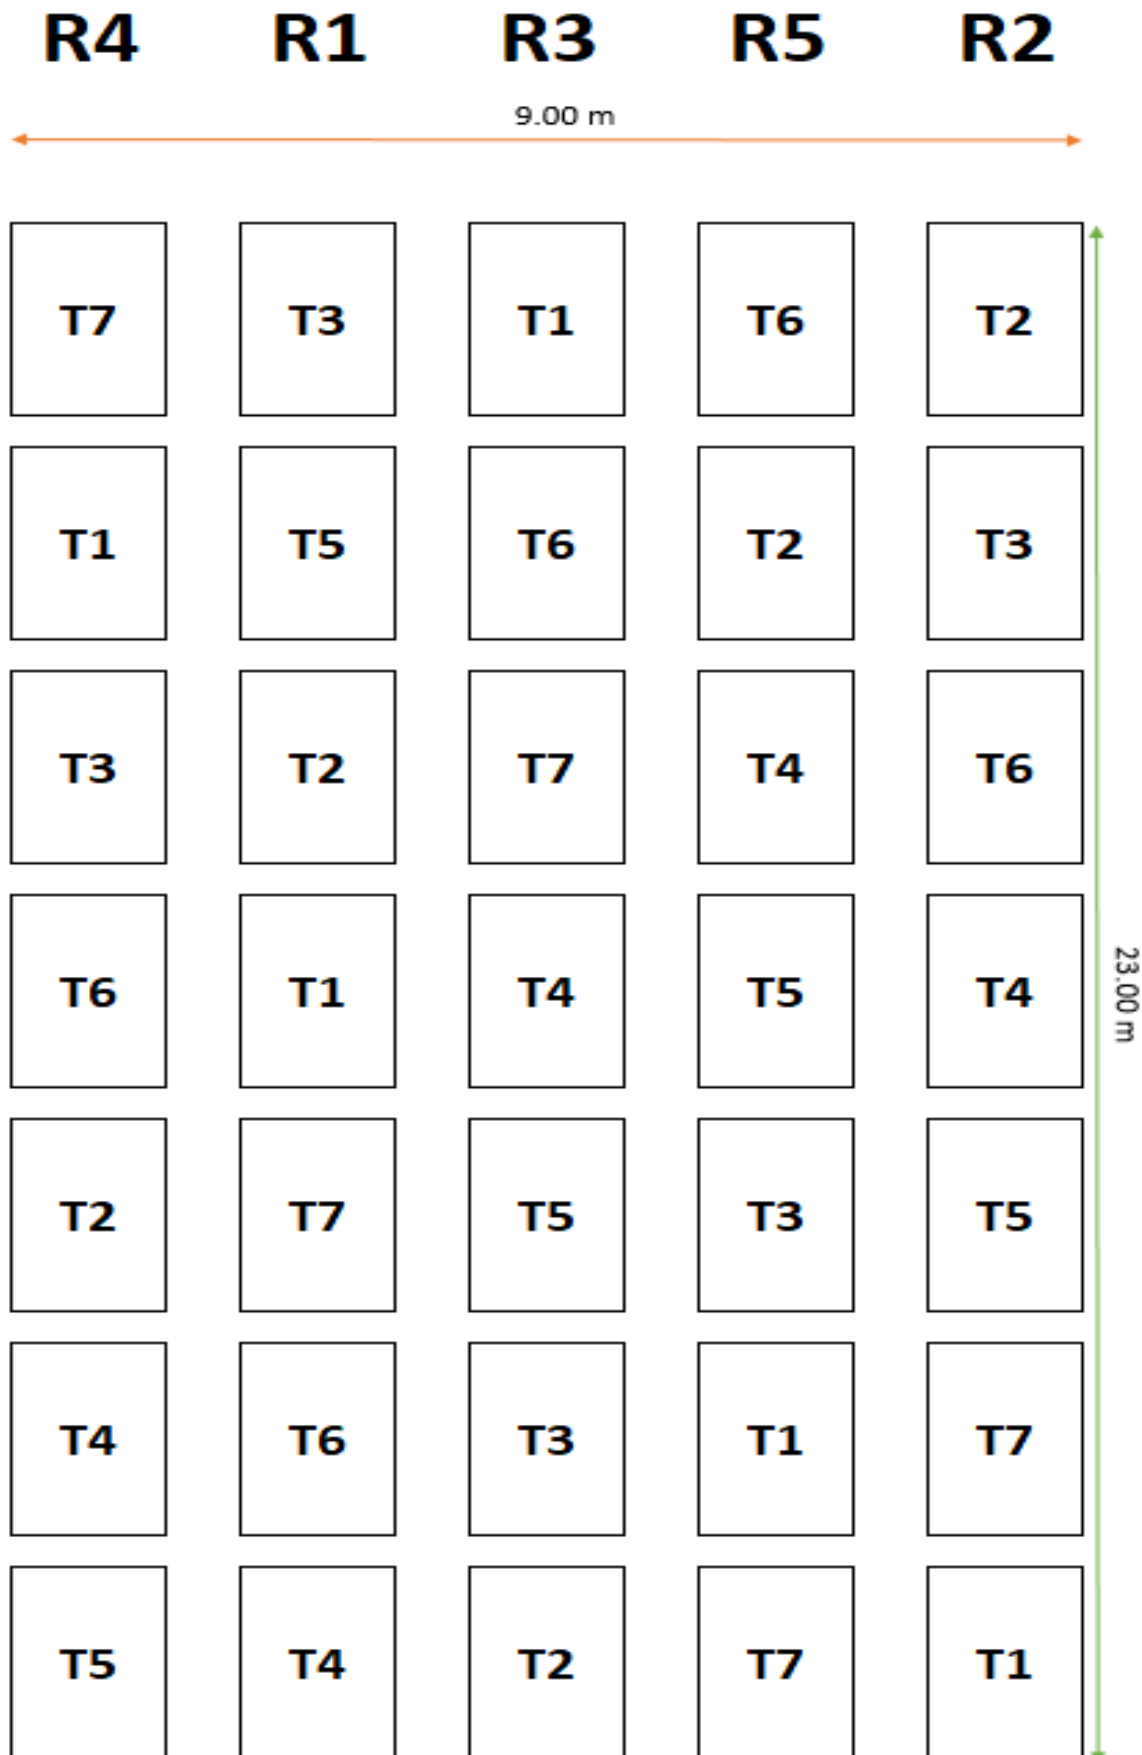 R4 R1 R3 R5 R2
9.00 m
T7 T3 T1 T6 T2
T1 T5 T6 T2 T3
T3 T2 T7 T4 T6
T6 T1 T4 T5 T4
23.00 m
T2 T7 T5 T3 T5
T4 T6 T3 T1 T7
T5 T4 T2 T7 T1